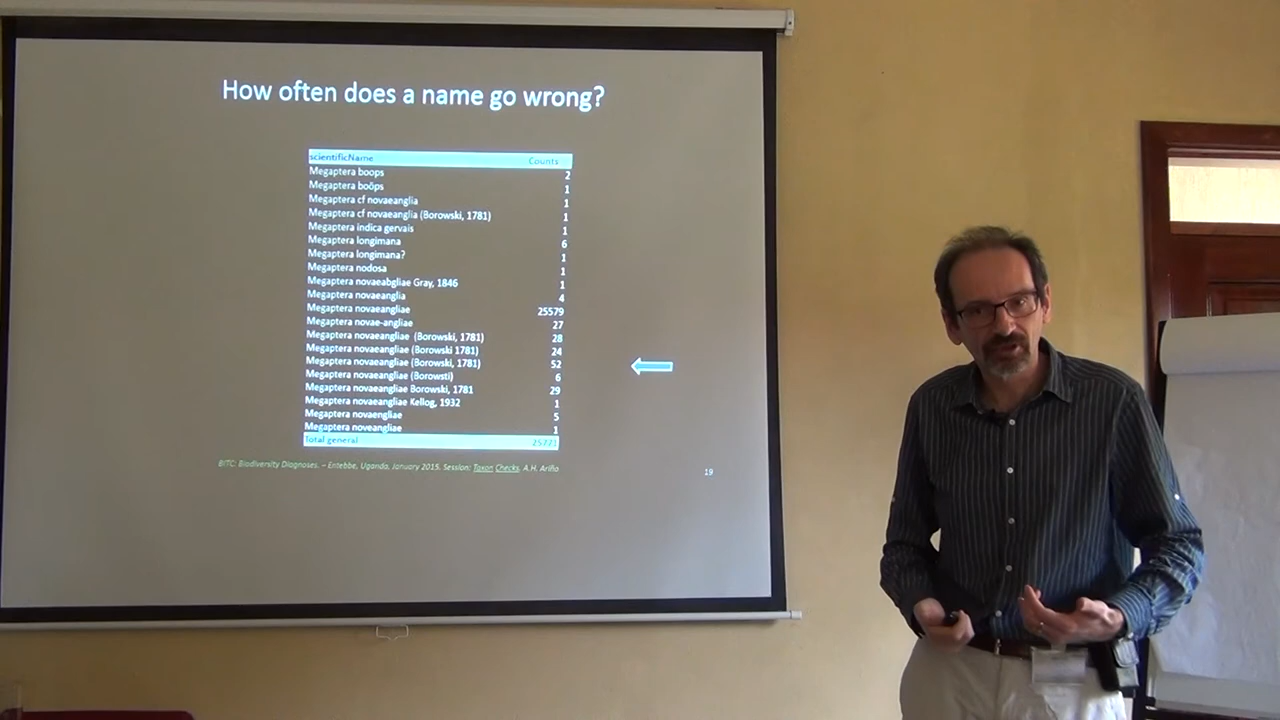 How often does a name go wrong?
scientificName Counts
Megaptera boops 2
Megaptera boöps 1
Megaptera cf novaeanglia 1
Megaptera cf novaeanglia (Borowski, 1781) 1
Megaptera indica gervais 1
Megaptera longimana 6
Megaptera longimana? 1
Megaptera nodosa 1
Megaptera novaeabgliae Gray, 1846 1
Megaptera novaeanglia 4
Megaptera novaeangliae 25579
Megaptera novae-angliae 27
Megaptera novaeangliae (Borowski, 1781) 28
Megaptera novaeangliae (Borowski 1781) 24
Megaptera novaeangliae (Borowski, 1781) 52
Megaptera novaeangliae (Borowsti) 6
Megaptera novaeangliae Borowski, 1781 29
Megaptera novaeangliae Kellog, 1932 1
Megaptera novaengliae 5
Megaptera noveangliae 1
Total general 25771
BITC: Biodiversity Diagnoses. – Entebbe, Uganda, January 2015. Session: Taxon Checks. A.H. Ariño
19